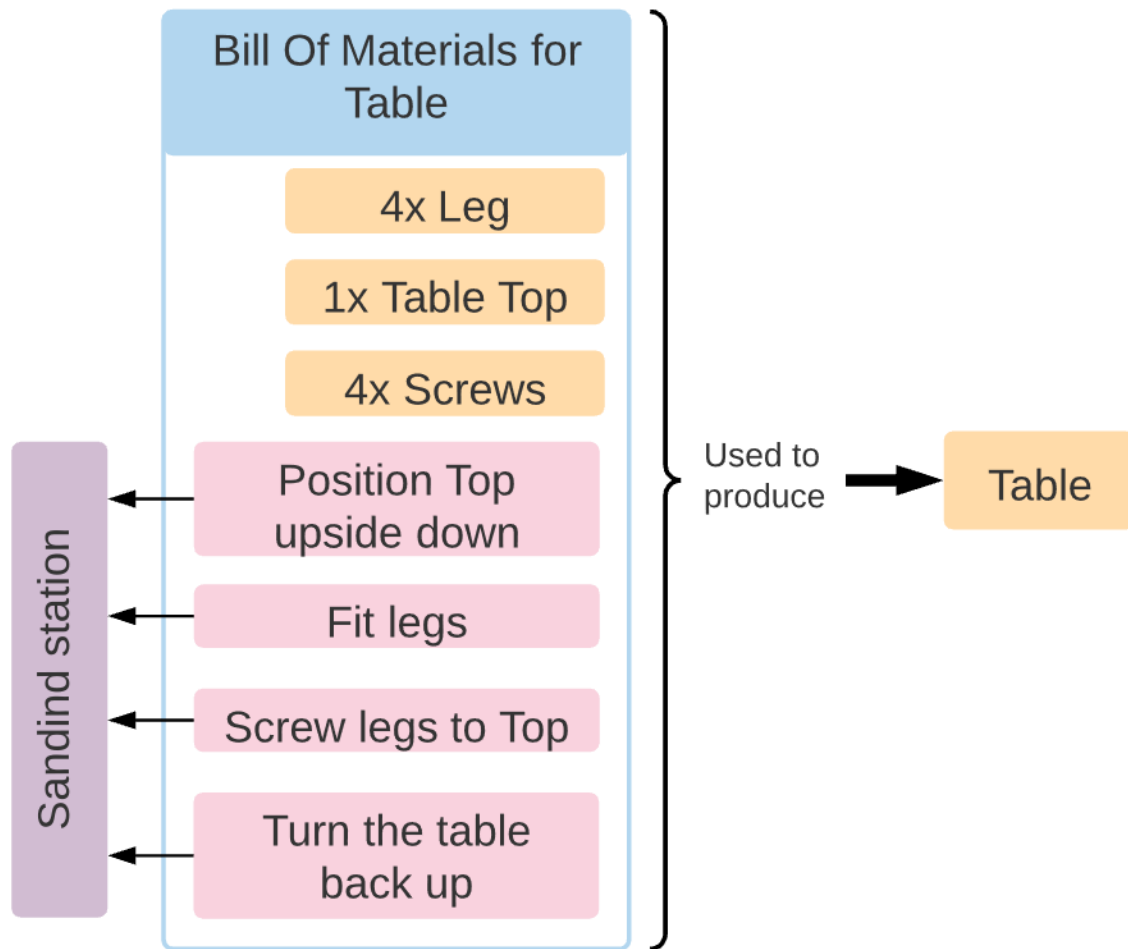 Bill Of Materials for
Table
4x Leg
1x Table Top
4x Screws
Position Top
upside down
Fit legs
Screw legs to Top
Turn the table
back up
Sandind station
Used to
produce
Table